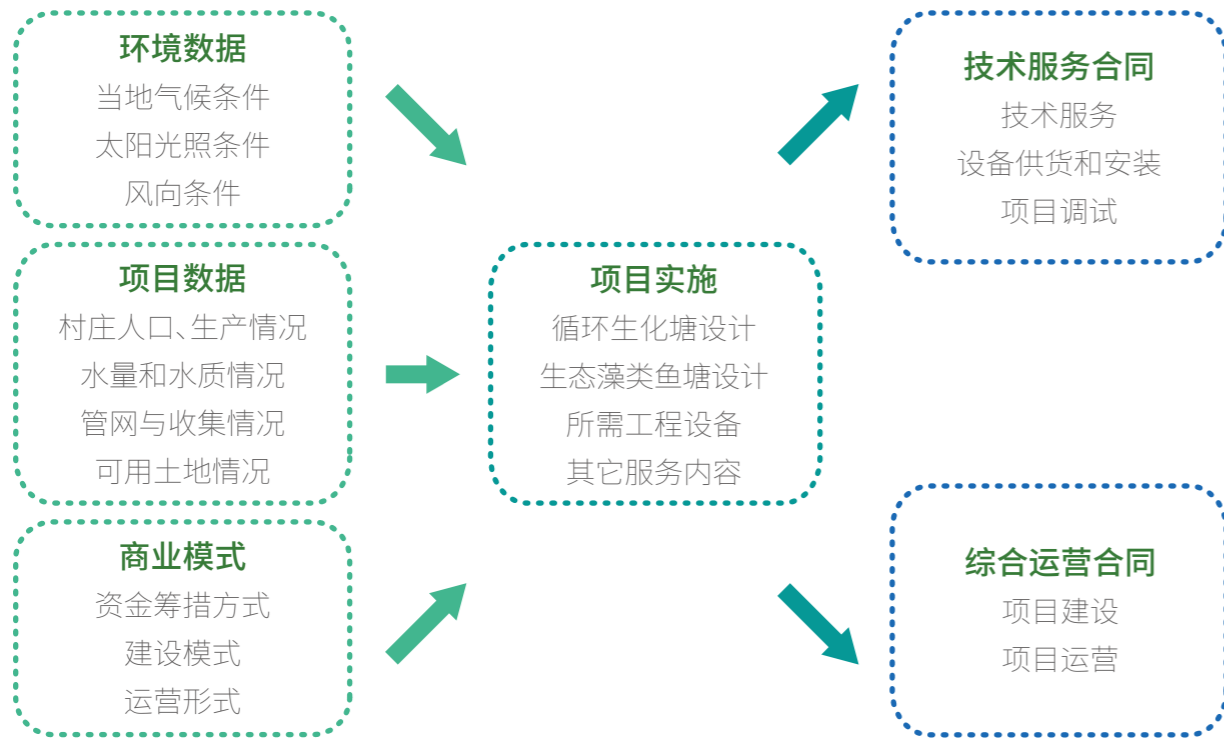 环境数据
当地气候条件
太阳光照条件
风向条件
项目数据
村庄人口、生产情况
水量和水质情况
管网与收集情况
可用土地情况
商业模式
资金筹措方式
建设模式
运营形式
项目实施
循环生化塘设计
生态藻类鱼塘设计
所需工程设备
其它服务内容
技术服务合同
技术服务
设备供货和安装
项目调试
综合运营合同
项目建设
项目运营